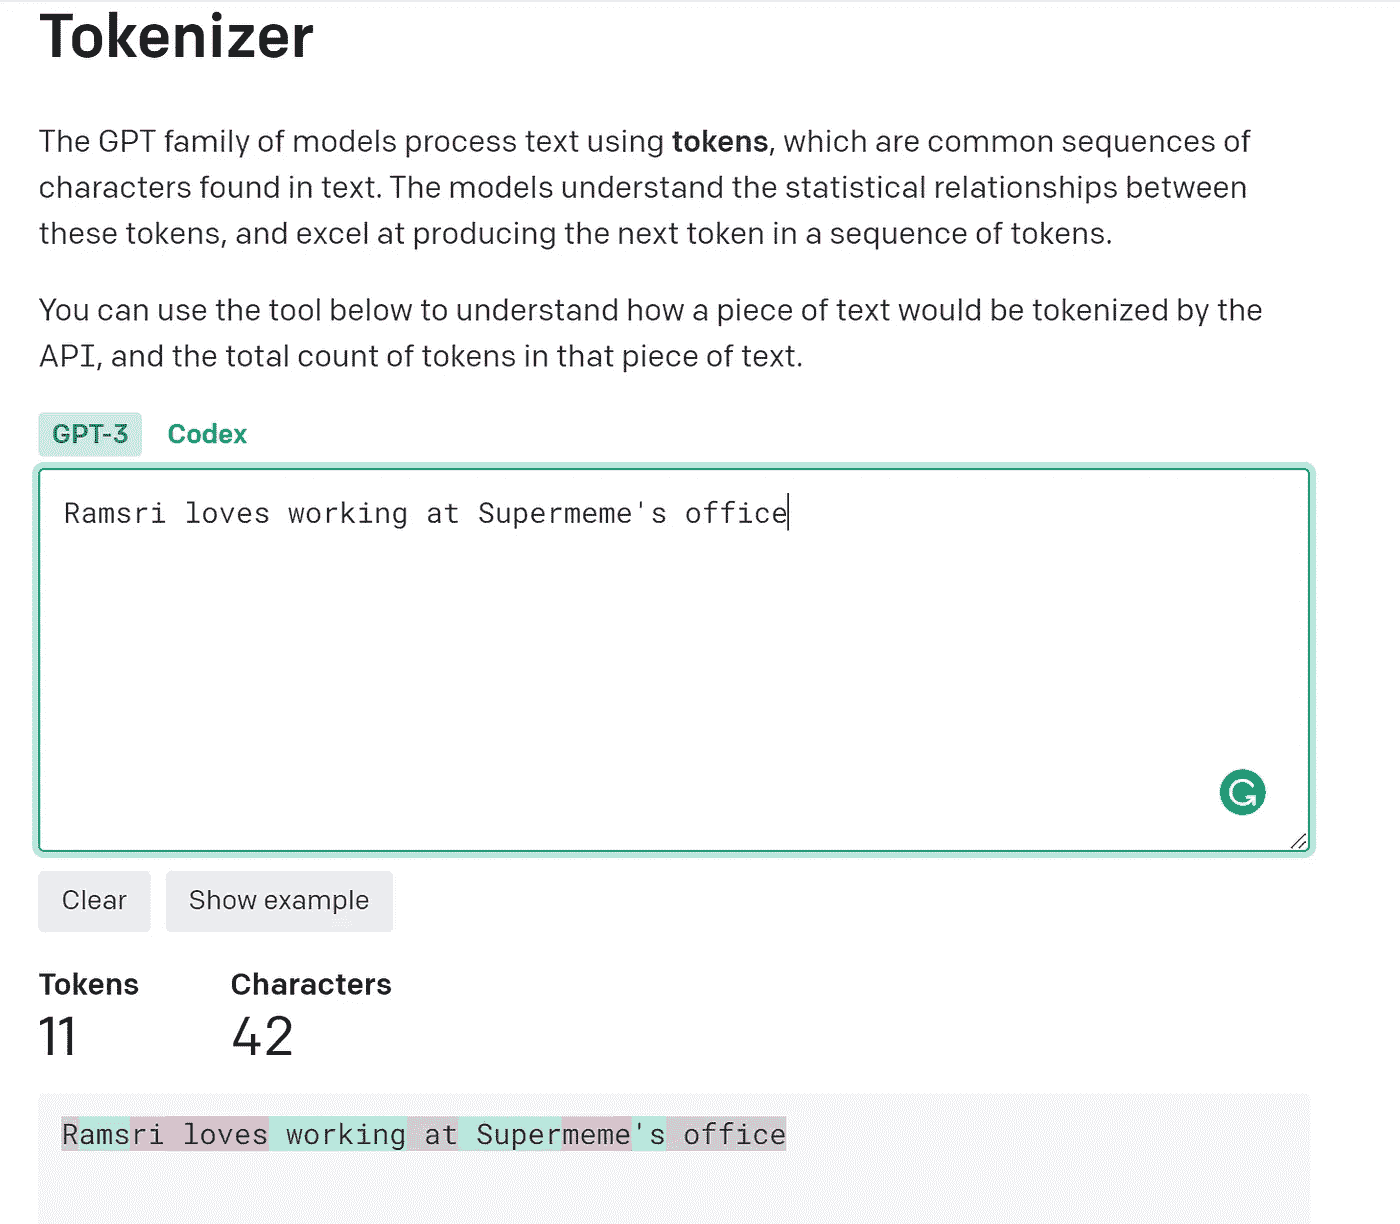 Tokenizer
The GPT family of models process text using tokens, which are common sequences of
characters found in text. The models understand the statistical relationships between
these tokens, and excel at producing the next token in a sequence of tokens.
You can use the tool below to understand how a piece of text would be tokenized by the
API, and the total count of tokens in that piece of text.
GPT-3 Codex
Ramsri loves working at Supermeme's office
Clear Show example
Tokens Characters
11 42
Ramsri loves working at Supermeme's office